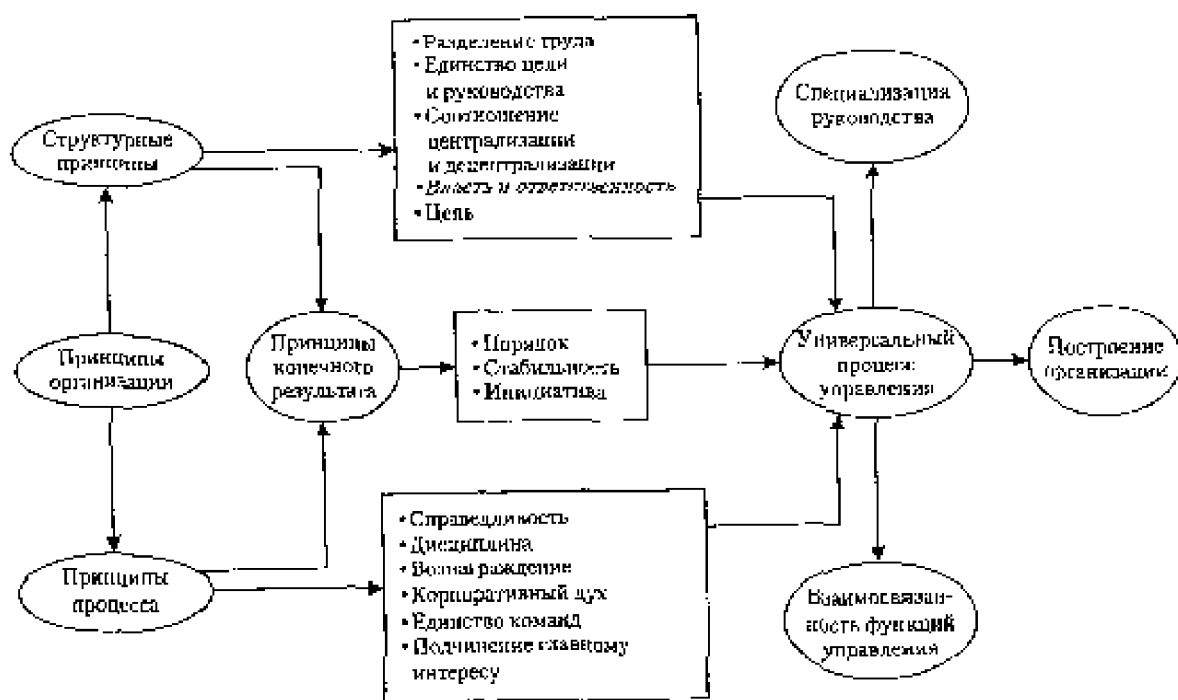 • Разделение труда
• Единство цели
и руководства
• Соотношение
централизации
и децентрализации
• Власть и ответственность
• Цель
Специализация
руководства
Структурные
принципы
Принципы
организации
Принципы
конечного
результата
• Порядок
• Стабильность
• Инициатива
Универсальный
процесс
управления
Построение
организации
Принципы
процесса
• Справедливость
• Дисциплина
• Вознаграждение
• Корпоративный дух
• Единство команд
• Подчинение главному
интересу
Взаимосвязан-
ность функций
управления